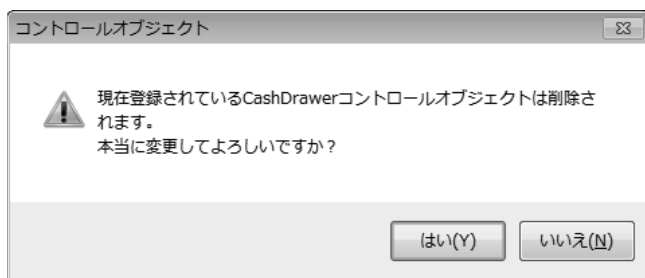 コントロールオブジェクト
現在登録されているCashDrawerコントロールオブジェクトは削除さ
れます。
本当に変更してよろしいですか？
はい(Y)
いいえ(N)